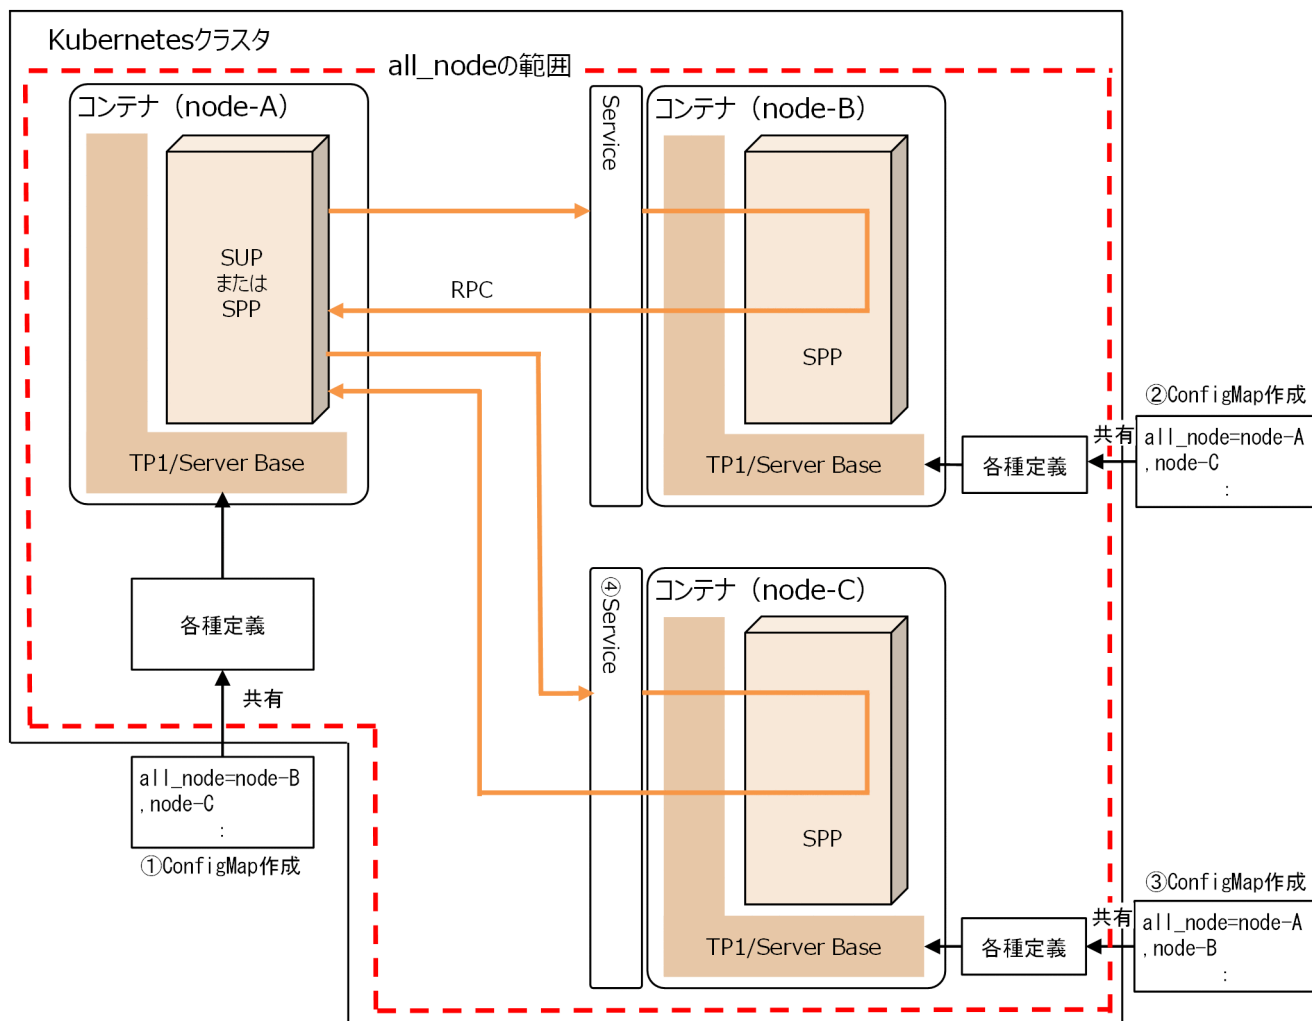 Kubernetesクラスタ
all_nodeの範囲
コンテナ（node-A）
SUP
または
SPP
TP1/Server Base
RPC
Service
コンテナ（node-B）
SPP
TP1/Server Base
各種定義
共有
②ConfigMap作成
all_node=node-A
,node-C
:
各種定義
共有
all_node=node-B
,node-C
:
①ConfigMap作成
④Service
コンテナ（node-C）
SPP
TP1/Server Base
各種定義
共有
③ConfigMap作成
all_node=node-A
,node-B
: